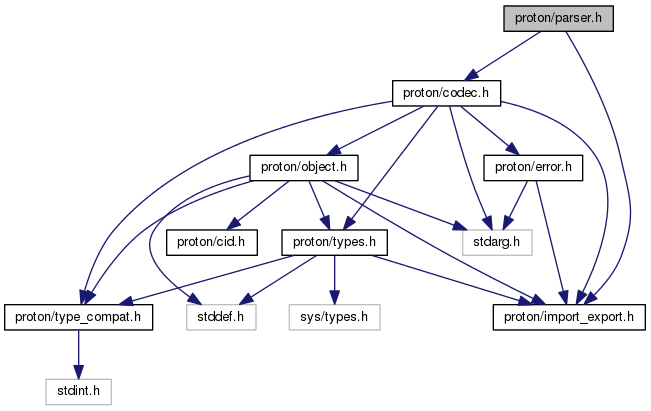 proton/parser.h
proton/codec.h
proton/object.h
proton/error.h
proton/cid.h
proton/types.h
stdarg.h
proton/type_compat.h
stddef.h
sys/types.h
proton/import_export.h
stdint.h